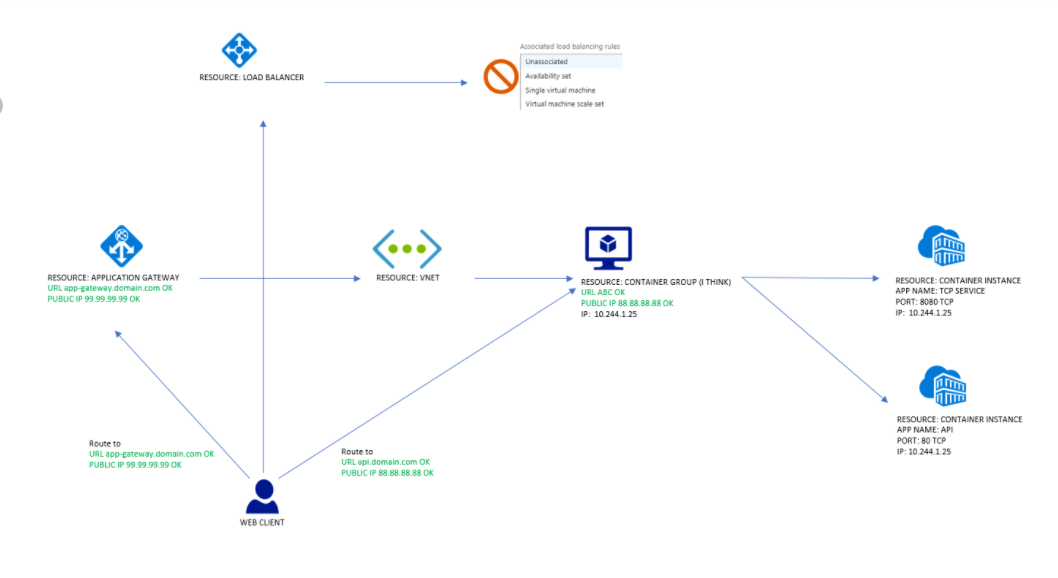 Associated load balancing rules
Unassociated
Availability set
Single virtual machine
Virtual machine scale set
RESOURCE: LOAD BALANCER
RESOURCE: APPLICATION GATEWAY
URL app-gateway.domain.com OK
PUBLIC IP 99.99.99.99 OK
RESOURCE: VNET
RESOURCE: CONTAINER GROUP (I THINK)
URL ABC OK
PUBLIC IP 88.88.88.88 OK
IP: 10.244.1.25
RESOURCE: CONTAINER INSTANCE
APP NAME: TCP SERVICE
PORT: 8080 TCP
IP: 10.244.1.25
RESOURCE: CONTAINER INSTANCE
APP NAME: API
PORT: 80 TCP
IP: 10.244.1.25
Route to
URL app-gateway.domain.com OK
PUBLIC IP 99.99.99.99 OK
Route to
URL api.domain.com OK
PUBLIC IP 88.88.88.88 OK
WEB CLIENT